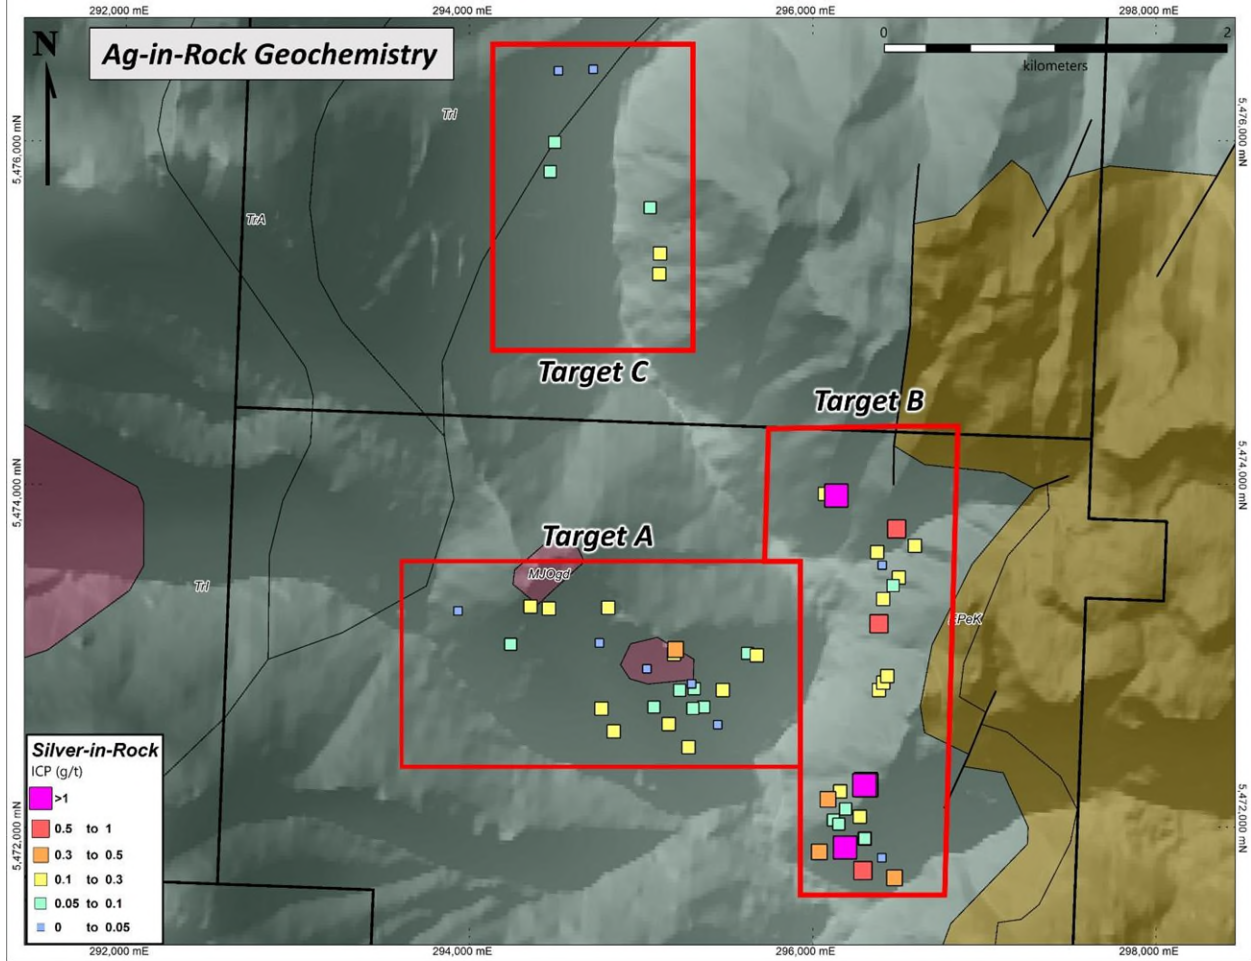 292,000 mE
294,000 mE
296,000 mE
298,000 mE
N
Ag-in-Rock Geochemistry
0
2
kilometers
TrI
5,476,000 mN
5,476,000 mN
TrA
Target C
Target B
5,474,000 mN
5,474,000 mN
Target A
MJOgd
TrI
PeK
Silver-in-Rock
ICP (g/t)
>1
0.5 to 1
0.3 to 0.5
0.1 to 0.3
0.05 to 0.1
0 to 0.05
5,472,000 mN
5,472,000 mN
292,000 mE
294,000 mE
296,000 mE
298,000 mE